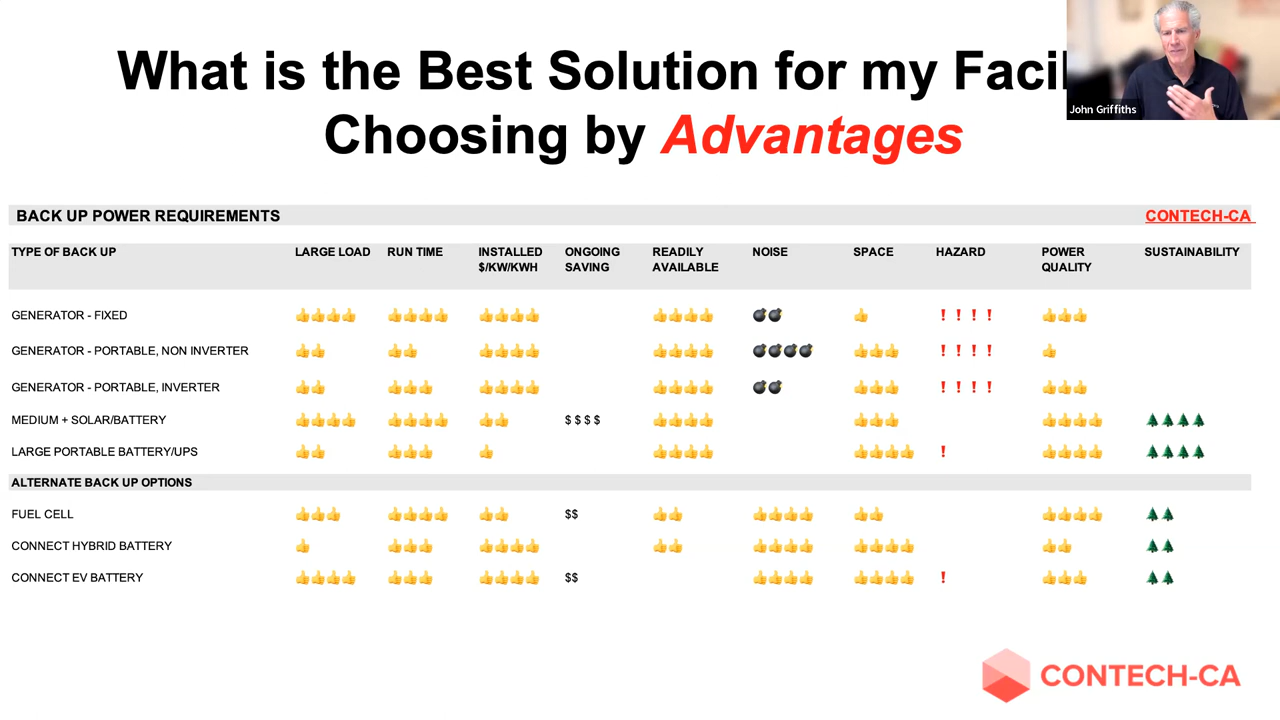 What is the Best Solution for my Facil
Choosing by Advantages
John Griffiths
BACK UP POWER REQUIREMENTS CONTECH-CA
TYPE OF BACK UP LARGE LOAD RUN TIME INSTALLED $/KW/KWH ONGOING SAVING READILY AVAILABLE NOISE SPACE HAZARD POWER QUALITY SUSTAINABILITY
GENERATOR - FIXED 👍👍👍👍 👍👍👍👍 👍👍👍👍 👍👍👍👍 💣💣 👍 ❗❗❗❗ 👍👍👍
GENERATOR - PORTABLE, NON INVERTER 👍👍 👍👍 👍👍👍👍 👍👍👍👍 💣💣💣💣 👍👍👍 ❗❗❗❗ 👍
GENERATOR - PORTABLE, INVERTER 👍👍 👍👍👍 👍👍👍👍 👍👍👍👍 💣💣 👍👍👍 ❗❗❗❗ 👍👍👍
MEDIUM + SOLAR/BATTERY 👍👍👍👍 👍👍👍👍 👍👍 $ $ $ $ 👍👍👍👍 👍👍👍 👍👍👍👍 🌲🌲🌲🌲
LARGE PORTABLE BATTERY/UPS 👍👍 👍👍👍 👍 👍👍👍👍 👍👍👍👍 ❗ 👍👍👍👍 🌲🌲🌲🌲
ALTERNATE BACK UP OPTIONS
FUEL CELL 👍👍👍 👍👍👍👍 👍👍 $$ 👍👍 👍👍👍👍 👍👍 👍👍👍👍 🌲🌲
CONNECT HYBRID BATTERY 👍 👍👍👍 👍👍👍👍 👍👍 👍👍👍👍 👍👍👍👍 👍👍 🌲🌲
CONNECT EV BATTERY 👍👍👍👍 👍👍👍 👍👍👍👍 $$ 👍👍👍👍 👍👍👍👍 ❗ 👍👍👍 🌲🌲
CONTECH-CA